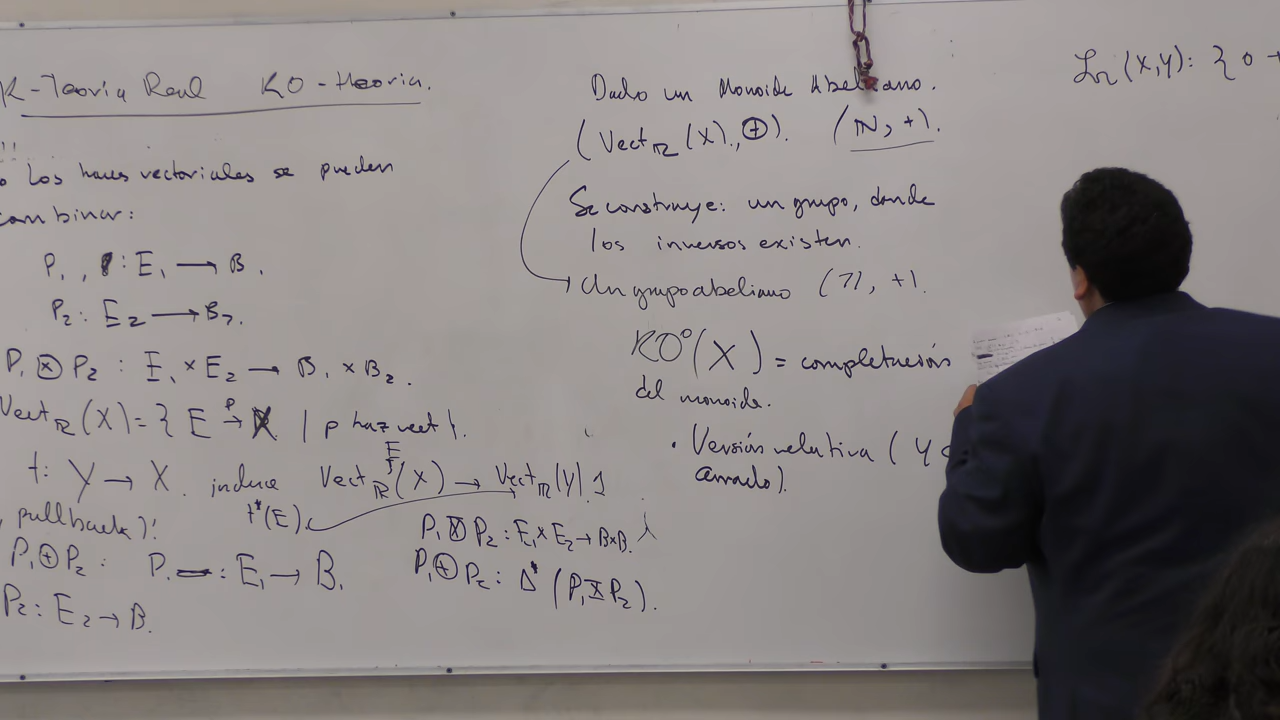 K-Teoría Real KO-teoría.
!!
Los haces vectoriales se pueden
combinar:
P₁, : E₁ → B.
P₂: E₂ → B₂.
P₁ ⊠ P₂ : E₁ × E₂ → B₁ × B₂.
Vect_ℝ(X) = { E →^p X | p haz vect }.
f: Y → X. induce Vect_ℝ(X) → Vect_ℝ(Y).
E
f*(E)
pullback)!
P₁ ⊕ P₂: P₁ : E₁ → B.
P₂: E₂ → B.
P₁ ⊠ P₂ : E₁ × E₂ → B×B.
P₁ ⊕ P₂ : Δ* (P₁ ⊠ P₂).
Dado un Monoide Abeliano.
(Vect_ℝ(X), ⊕). (ℕ, +).
Se construye: un grupo, donde
los inversos existen.
Un grupo abeliano (ℤ, +).
KO⁰(X) = completación
del monoide.
• Versión relativa ( Y ⊂
cerrado).
ℒn(X,Y): { 0 →